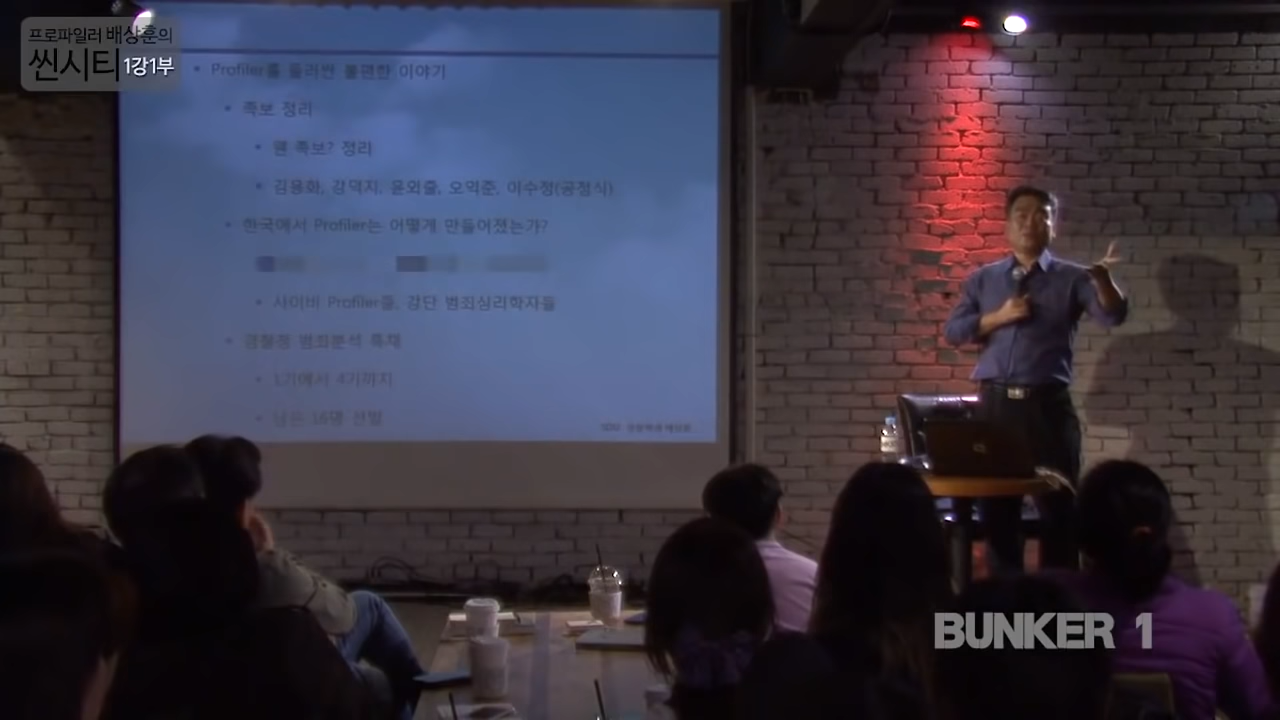 프로파일러 배상훈의
씬시티 1강1부
• Profiler를 둘러싼 불편한 이야기
• 족보 정리
• 웬 족보? 정리
• 김용화, 강덕지, 윤외출, 오익준, 이수정(공정식)
• 한국에서 Profiler는 어떻게 만들어졌는가?
• 사이비 Profiler들, 강단 범죄심리학자들
• 경찰청 범죄분석 특채
• 1기에서 4기까지
• 16명 선발
BUNKER 1